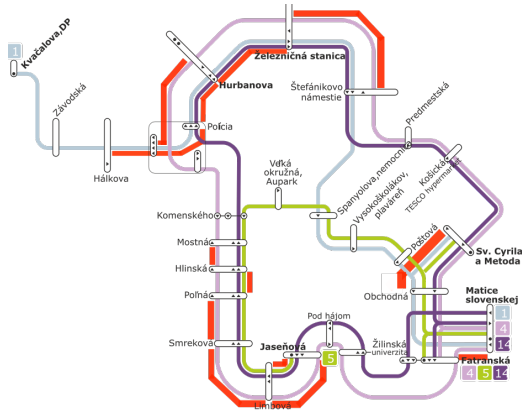 1
Kvačalova,DP
Závodská
Hálkova
Železničná stanica
Hurbanova
Štefánikovo
námestie
Predmestská
Polícia
Veľká
okružná,
Aupark
Spanyolova,nemocnica
Vysokoškolákov,
plaváreň
Košická,
TESCO hypermarket
Komenského
Mostná
Hlinská
Poľná
Smreková
Poštová
Sv. Cyrila
a Metoda
Obchodná
Matice
slovenskej
1
4
14
Pod hájom
Jaseňová
5
Žilinská
univerzita
Fatranská
4 5 14
Limbová